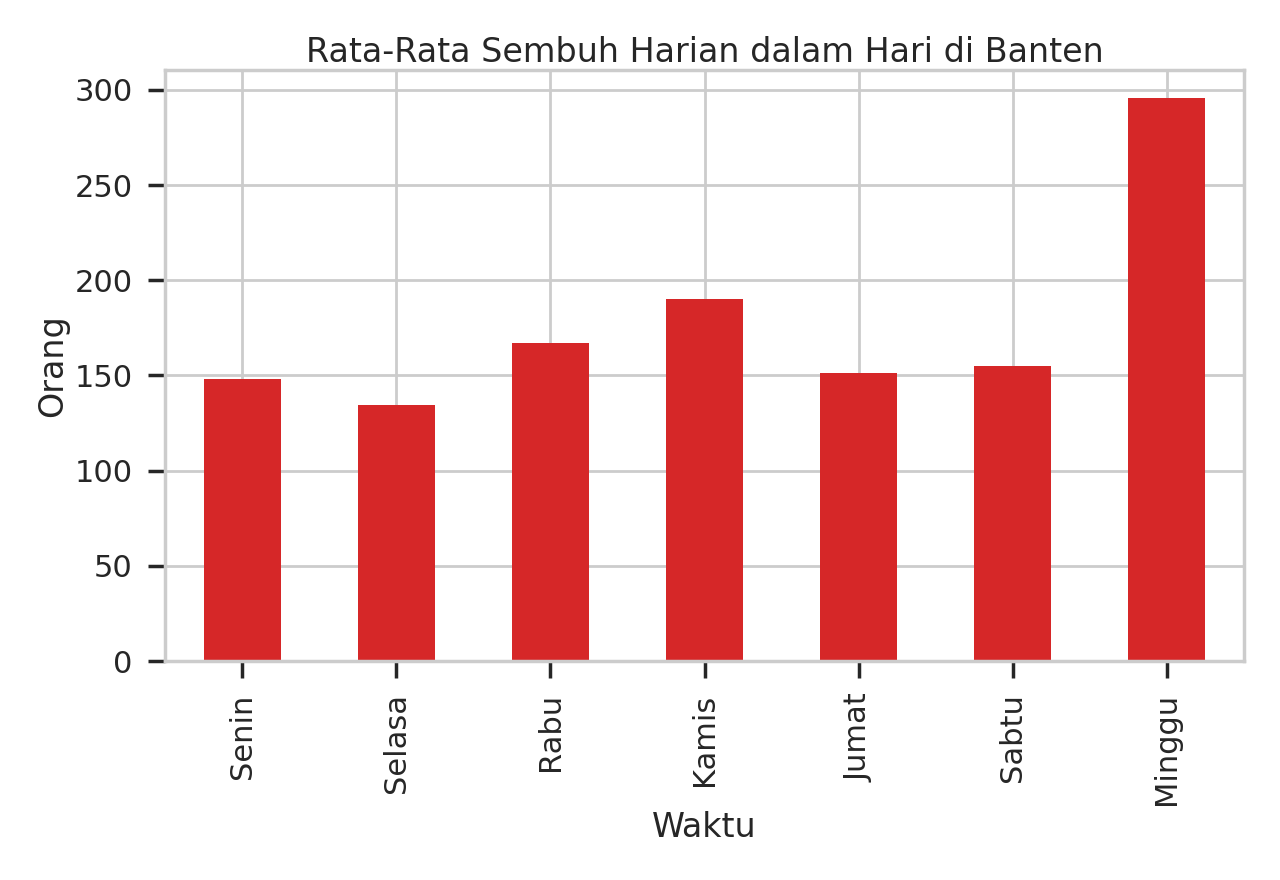 Rata-Rata Sembuh Harian dalam Hari di Banten
300
250
200
150
100
50
0
Orang
Senin
Selasa
Rabu
Kamis
Jumat
Sabtu
Minggu
Waktu